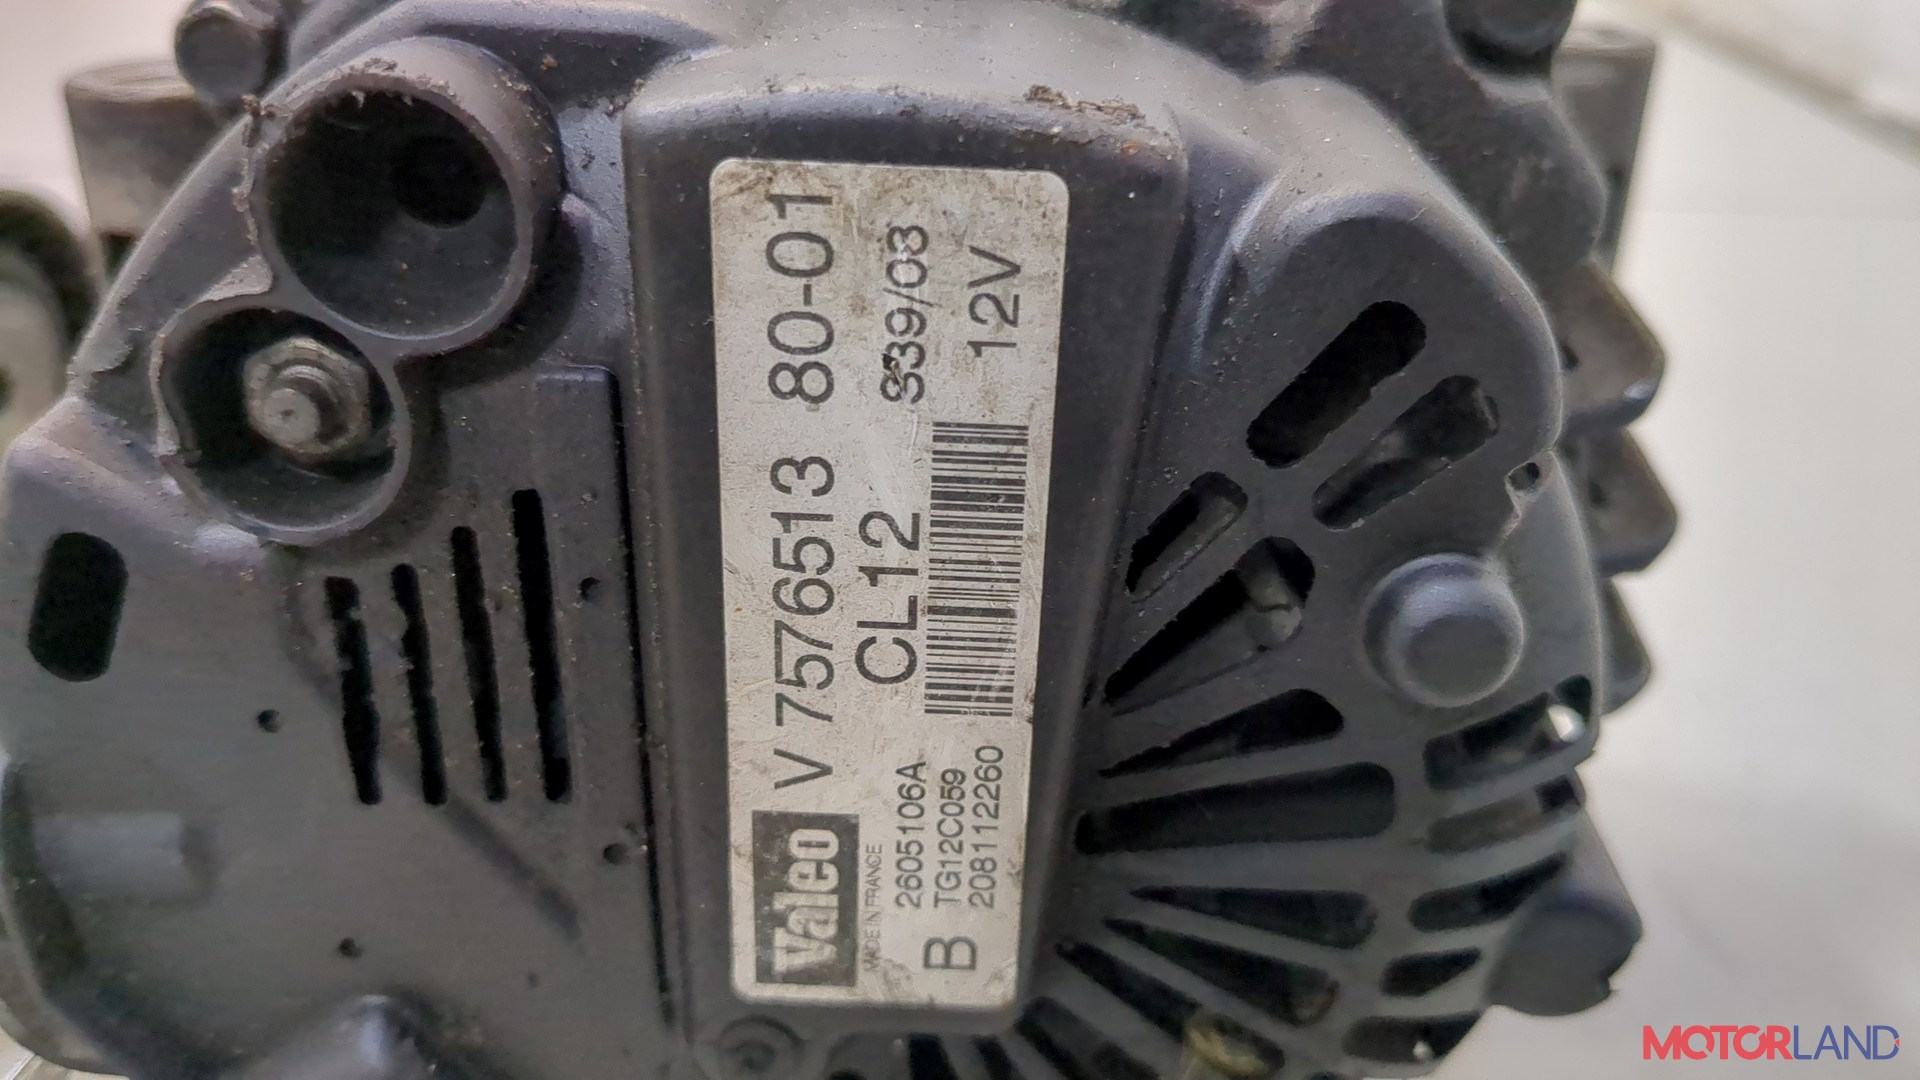 Valeo V 7576513 80-01
MADE IN FRANCE
CL12
339/03
2605106A
TG12C059
208112260
B
12V
MOTORLAND